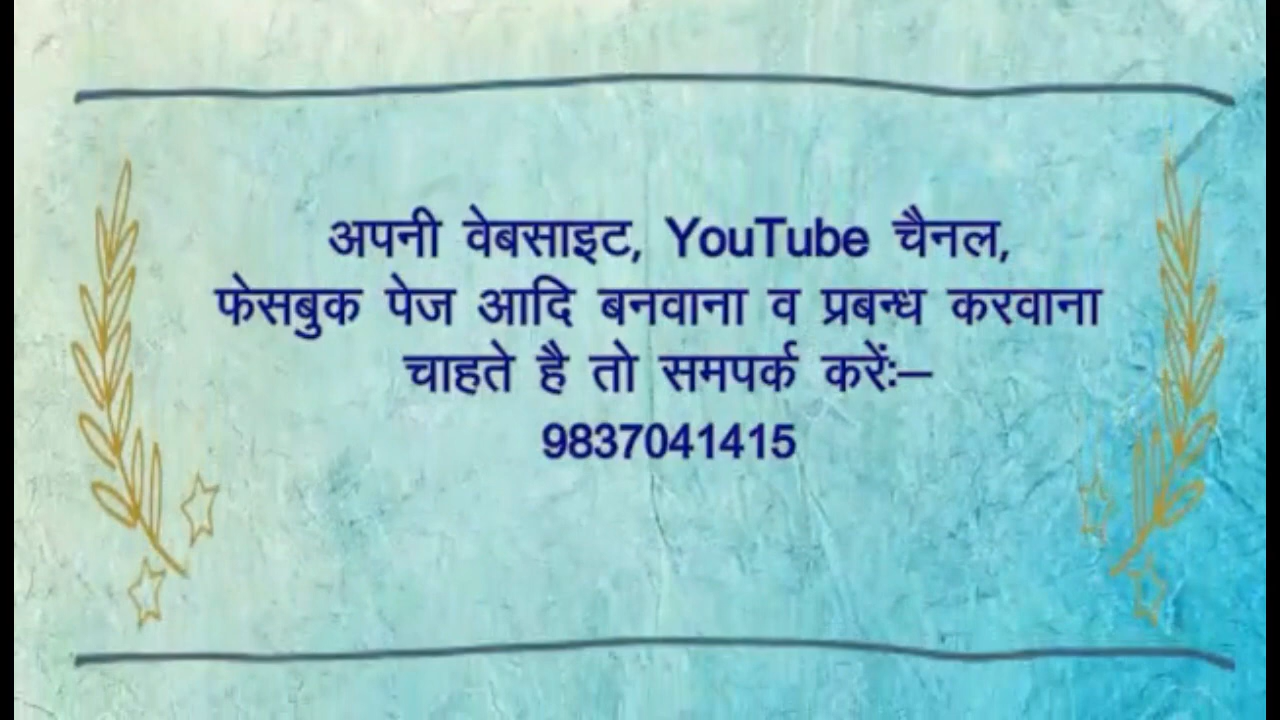 अपनी वेबसाइट, YouTube चैनल,
फेसबुक पेज आदि बनवाना व प्रबन्ध करवाना
चाहते है तो समपर्क करें:–
9837041415